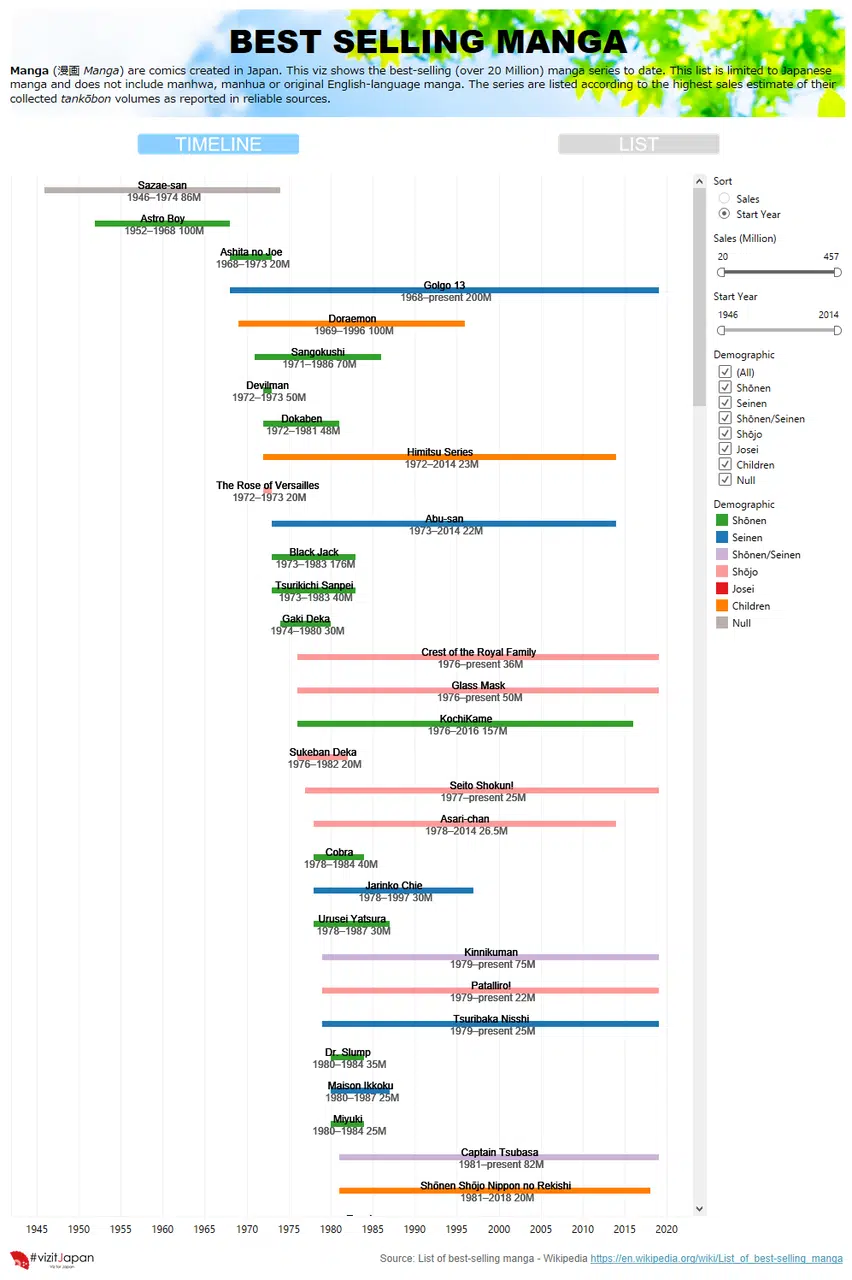 BEST SELLING MANGA
Manga (漫画 Manga) are comics created in Japan. This viz shows the best-selling (over 20 Million) manga series to date. This list is limited to Japanese
manga and does not include manhwa, manhua or original English-language manga. The series are listed according to the highest sales estimate of their
collected tankōbon volumes as reported in reliable sources.
TIMELINE
LIST
Sazae-san
1946–1974 86M
Astro Boy
1952–1968 100M
Ashita no Joe
1968–1973 20M
Golgo 13
1968–present 200M
Doraemon
1969–1996 100M
Sangokushi
1971–1986 70M
Devilman
1972–1973 50M
Dokaben
1972–1981 48M
Himitsu Series
1972–2014 23M
The Rose of Versailles
1972–1973 20M
Abu-san
1973–2014 22M
Black Jack
1973–1983 176M
Tsurikichi Sanpei
1973–1983 40M
Gaki Deka
1974–1980 30M
Crest of the Royal Family
1976–present 36M
Glass Mask
1976–present 50M
KochiKame
1976–2016 157M
Sukeban Deka
1976–1982 20M
Seito Shokun!
1977–present 25M
Asari-chan
1978–2014 26.5M
Cobra
1978–1984 40M
Jarinko Chie
1978–1997 30M
Urusei Yatsura
1978–1987 30M
Kinnikuman
1979–present 75M
Patalliro!
1979–present 22M
Tsuribaka Nisshi
1979–present 25M
Dr. Slump
1980–1984 35M
Maison Ikkoku
1980–1987 25M
Miyuki
1980–1984 25M
Captain Tsubasa
1981–present 82M
Shōnen Shōjo Nippon no Rekishi
1981–2018 20M
1945 1950 1955 1960 1965 1970 1975 1980 1985 1990 1995 2000 2005 2010 2015 2020
Sort
Sales
Start Year
Sales (Million)
20 457
Start Year
1946 2014
Demographic
(All)
Shōnen
Seinen
Shōnen/Seinen
Shōjo
Josei
Children
Null
Demographic
Shōnen
Seinen
Shōnen/Seinen
Shōjo
Josei
Children
Null
#vizitJapan
Viz for Japan
Source: List of best-selling manga - Wikipedia https://en.wikipedia.org/wiki/List_of_best-selling_manga